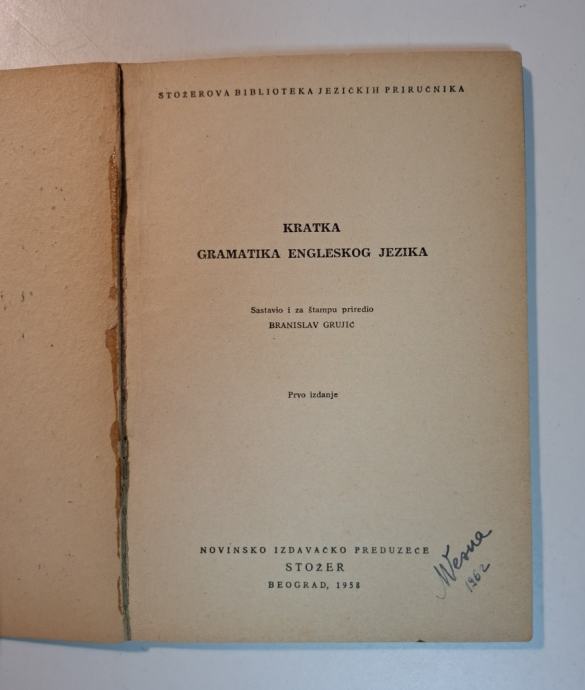 STOŽEROVA BIBLIOTEKA JEZIČKIH PRIRUČNIKA
KRATKA
GRAMATIKA ENGLESKOG JEZIKA
Sastavio i za štampu priredio
BRANISLAV GRUJIĆ
Prvo izdanje
NOVINSKO IZDAVAČKO PREDUZEĆE
STOŽER
BEOGRAD, 1958
1962